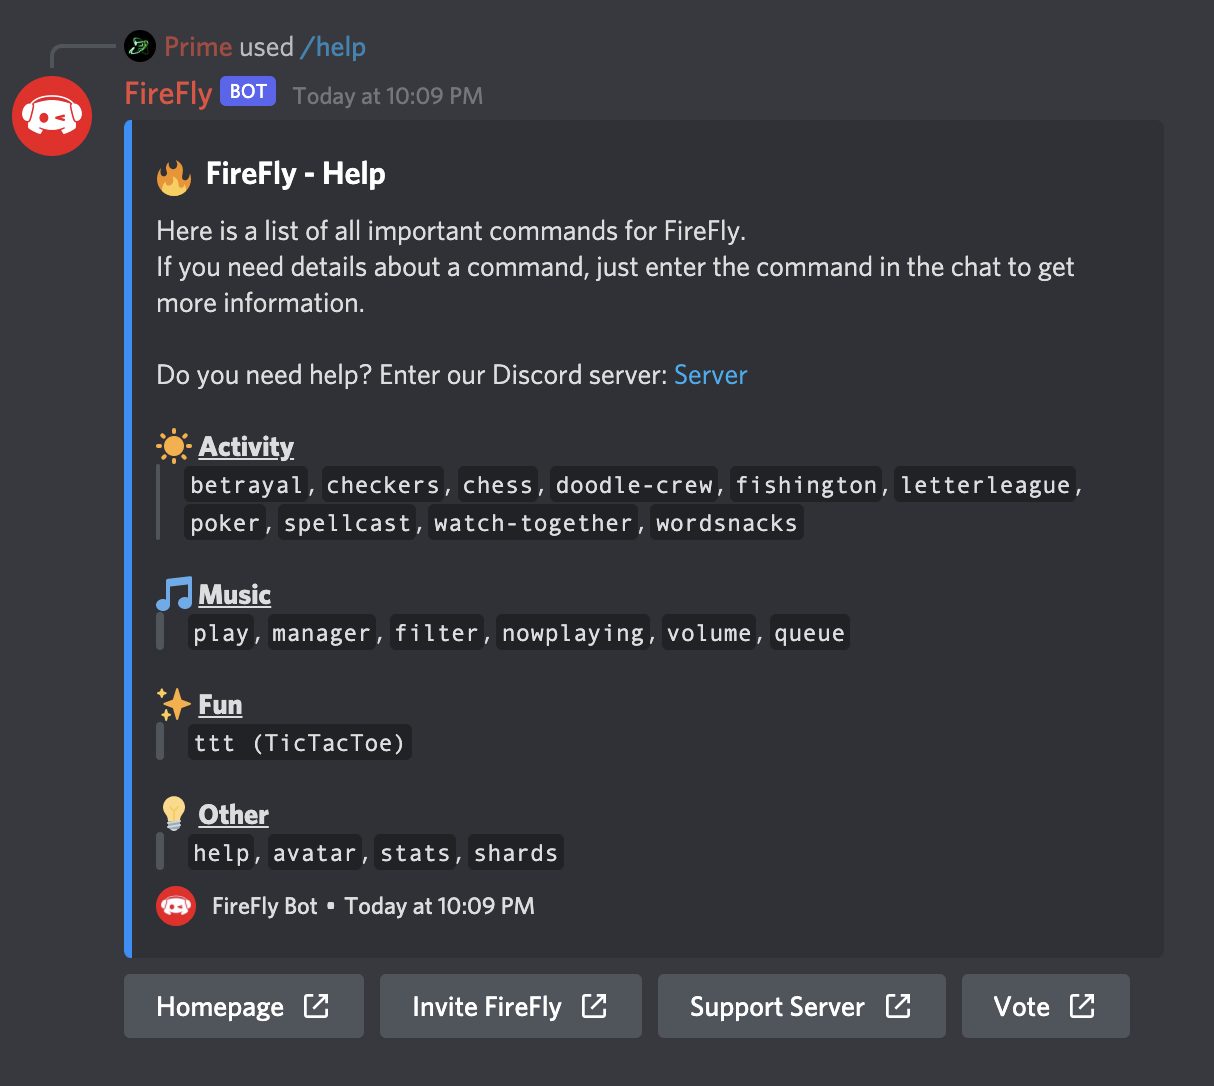 Prime used /help
FireFly BOT Today at 10:09 PM
FireFly - Help
Here is a list of all important commands for FireFly.
If you need details about a command, just enter the command in the chat to get
more information.
Do you need help? Enter our Discord server: Server
Activity
betrayal, checkers, chess, doodle-crew, fishington, letterleague,
poker, spellcast, watch-together, wordsnacks
Music
play, manager, filter, nowplaying, volume, queue
Fun
ttt (TicTacToe)
Other
help, avatar, stats, shards
FireFly Bot • Today at 10:09 PM
Homepage Invite FireFly Support Server Vote